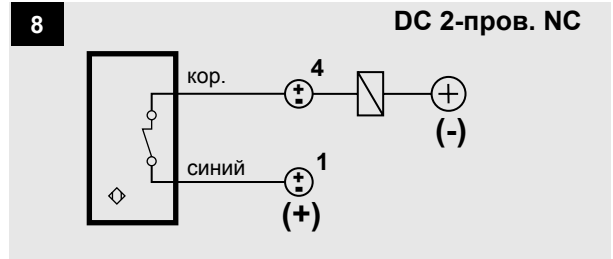 8
DC 2-пров. NC
кор.
4
(-)
синий
1
(+)